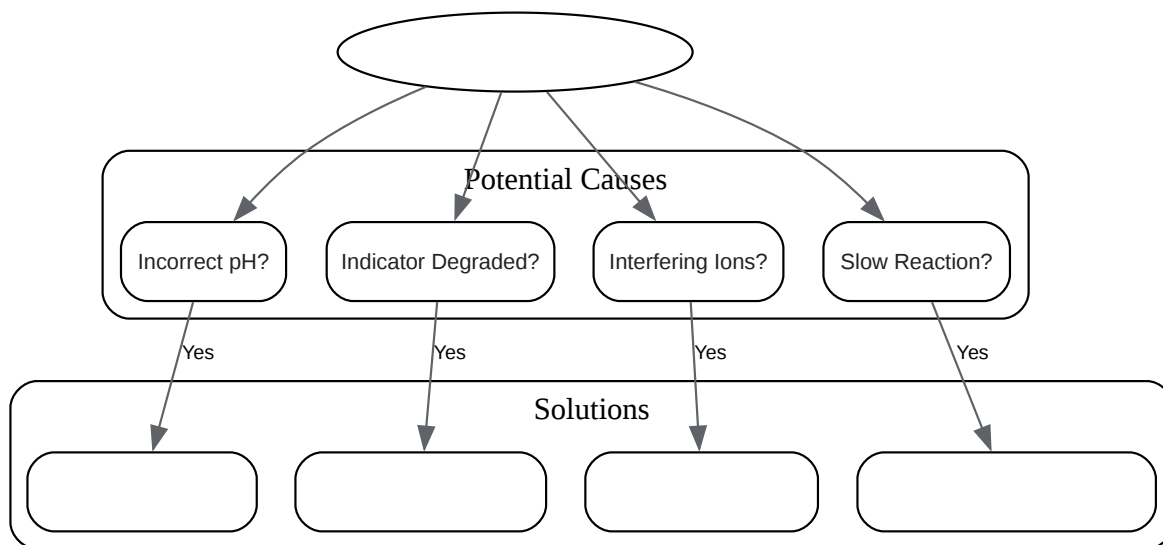 Potential Causes
Incorrect pH?
Indicator Degraded?
Interfering Ions?
Slow Reaction?
Yes
Yes
Yes
Yes
Solutions